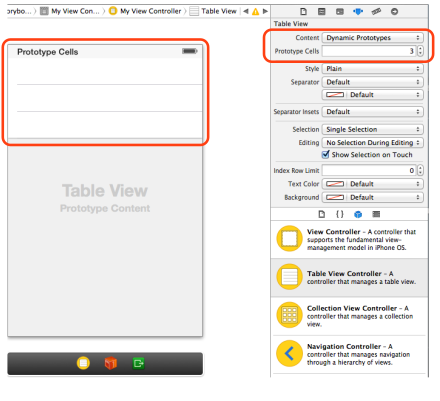 orybo... My View Controller My View Controller Table View
Table View
Prototype Cells
Table View
Prototype Content
Content Dynamic Prototypes
Prototype Cells 3
Style Plain
Separator Default
Default
Separator Insets Default
Selection Single Selection
Editing No Selection During Editing
Show Selection on Touch
Index Row Limit 0
Text Color Default
Background Default
{ }
View Controller - A controller that
supports the fundamental view-
management model in iPhone OS.
Table View Controller - A
controller that manages a table view.
Collection View Controller - A
controller that manages a collection
view.
Navigation Controller - A
controller that manages navigation
through a hierarchy of views.